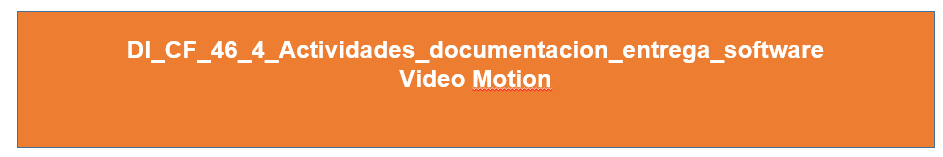 DI_CF_46_4_Actividades_documentacion_entrega_software
Video Motion